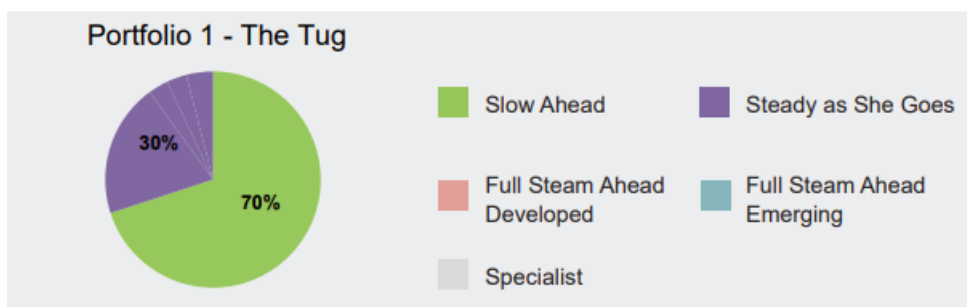 Portfolio 1 - The Tug
30%
70%
Slow Ahead
Steady as She Goes
Full Steam Ahead
Developed
Full Steam Ahead
Emerging
Specialist